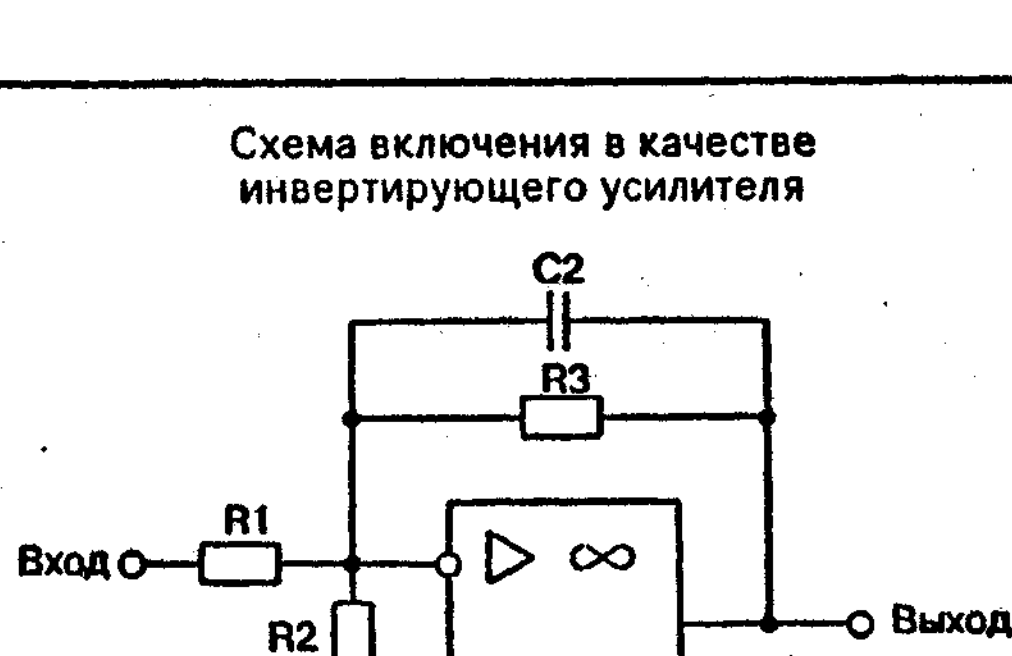 Схема включения в качестве
инвертирующего усилителя
C2
R3
R1
Вход
▷ ∞
Выход
R2